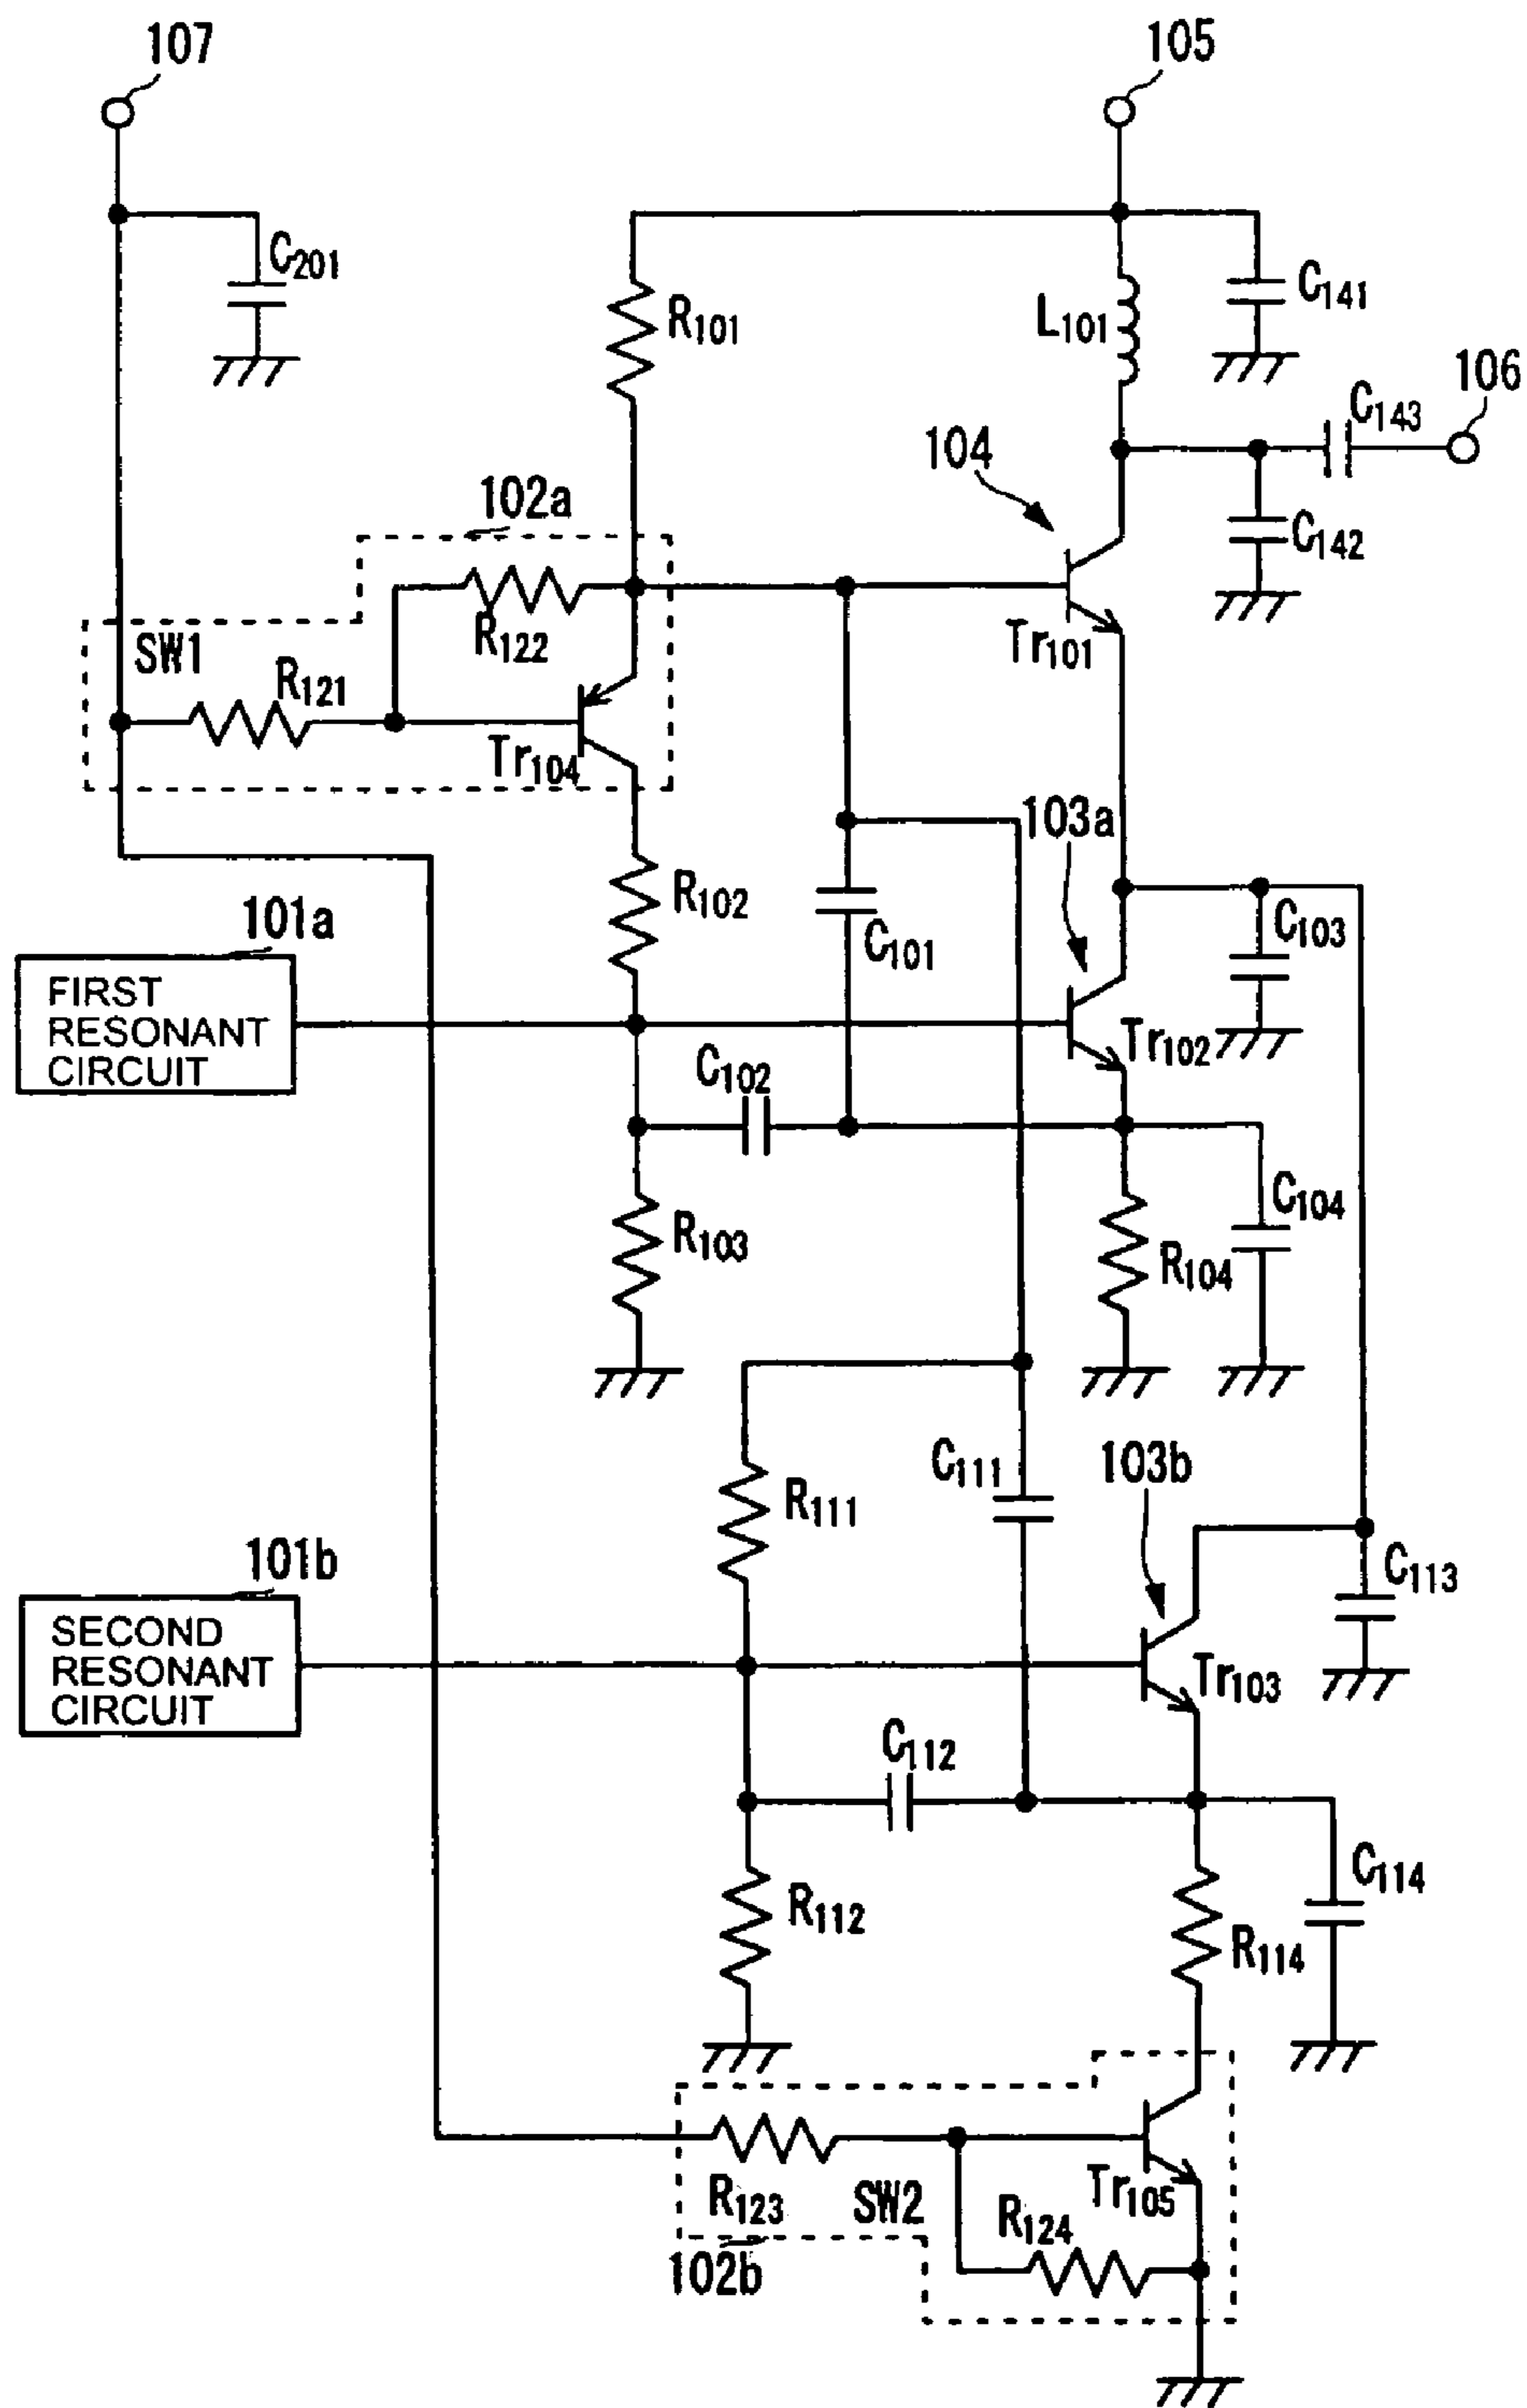 107
105
C201
R101
L101
C141
C143
106
104
102a
C142
R122
SW1
R121
Tr101
Tr104
103a
101a
R102
C101
C103
FIRST
RESONANT
CIRCUIT
Tr102
C102
R103
C104
R104
C111
103b
R111
101b
C113
SECOND
RESONANT
CIRCUIT
Tr103
C112
R112
C114
R114
R123
SW2
Tr105
R124
102b